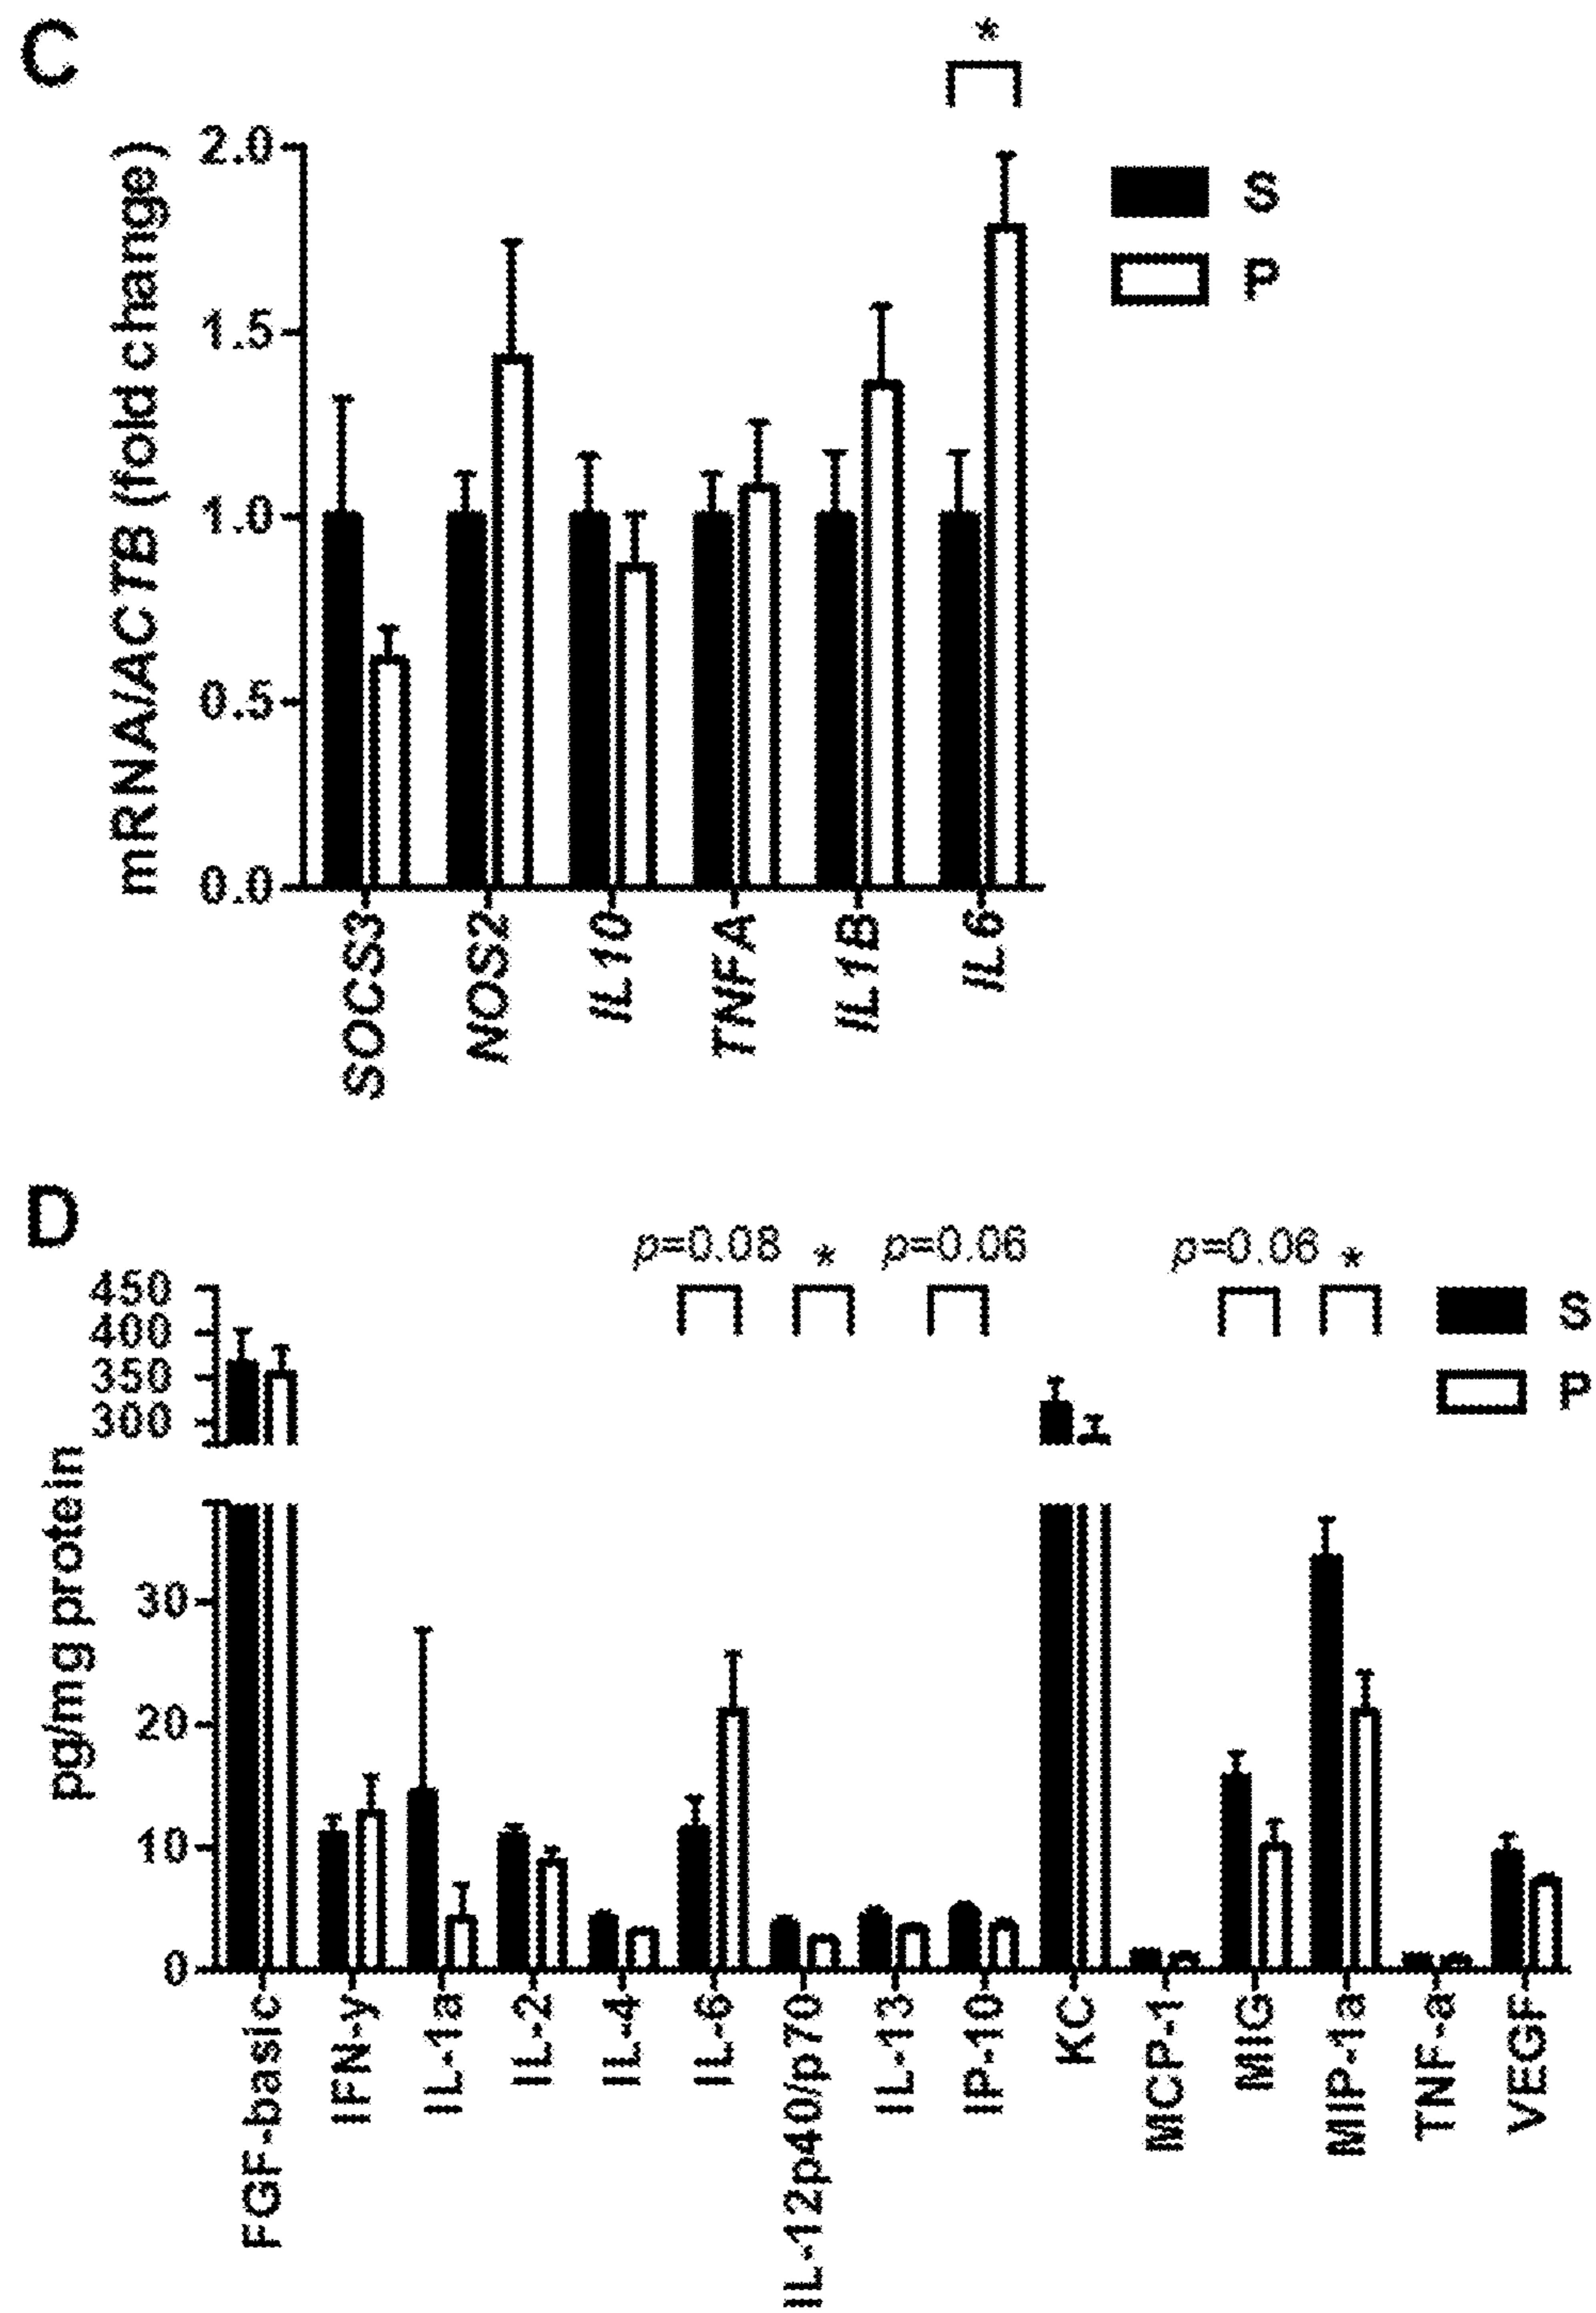 C
*
2.0
1.5
1.0
0.5
0.0
mRNA/ACTB (fold change)
S
P
SOCS3
NOS2
IL10
TNFA
IL1B
IL6
D
p=0.08
*
p=0.06
p=0.06
*
450
400
350
300
30
20
10
0
pg/mg protein
S
P
FGF-basic
IFN-y
IL-1a
IL-2
IL-4
IL-6
IL-12p40/p70
IL-13
IP-10
KC
MCP-1
MIG
MIP-1a
TNF-a
VEGF